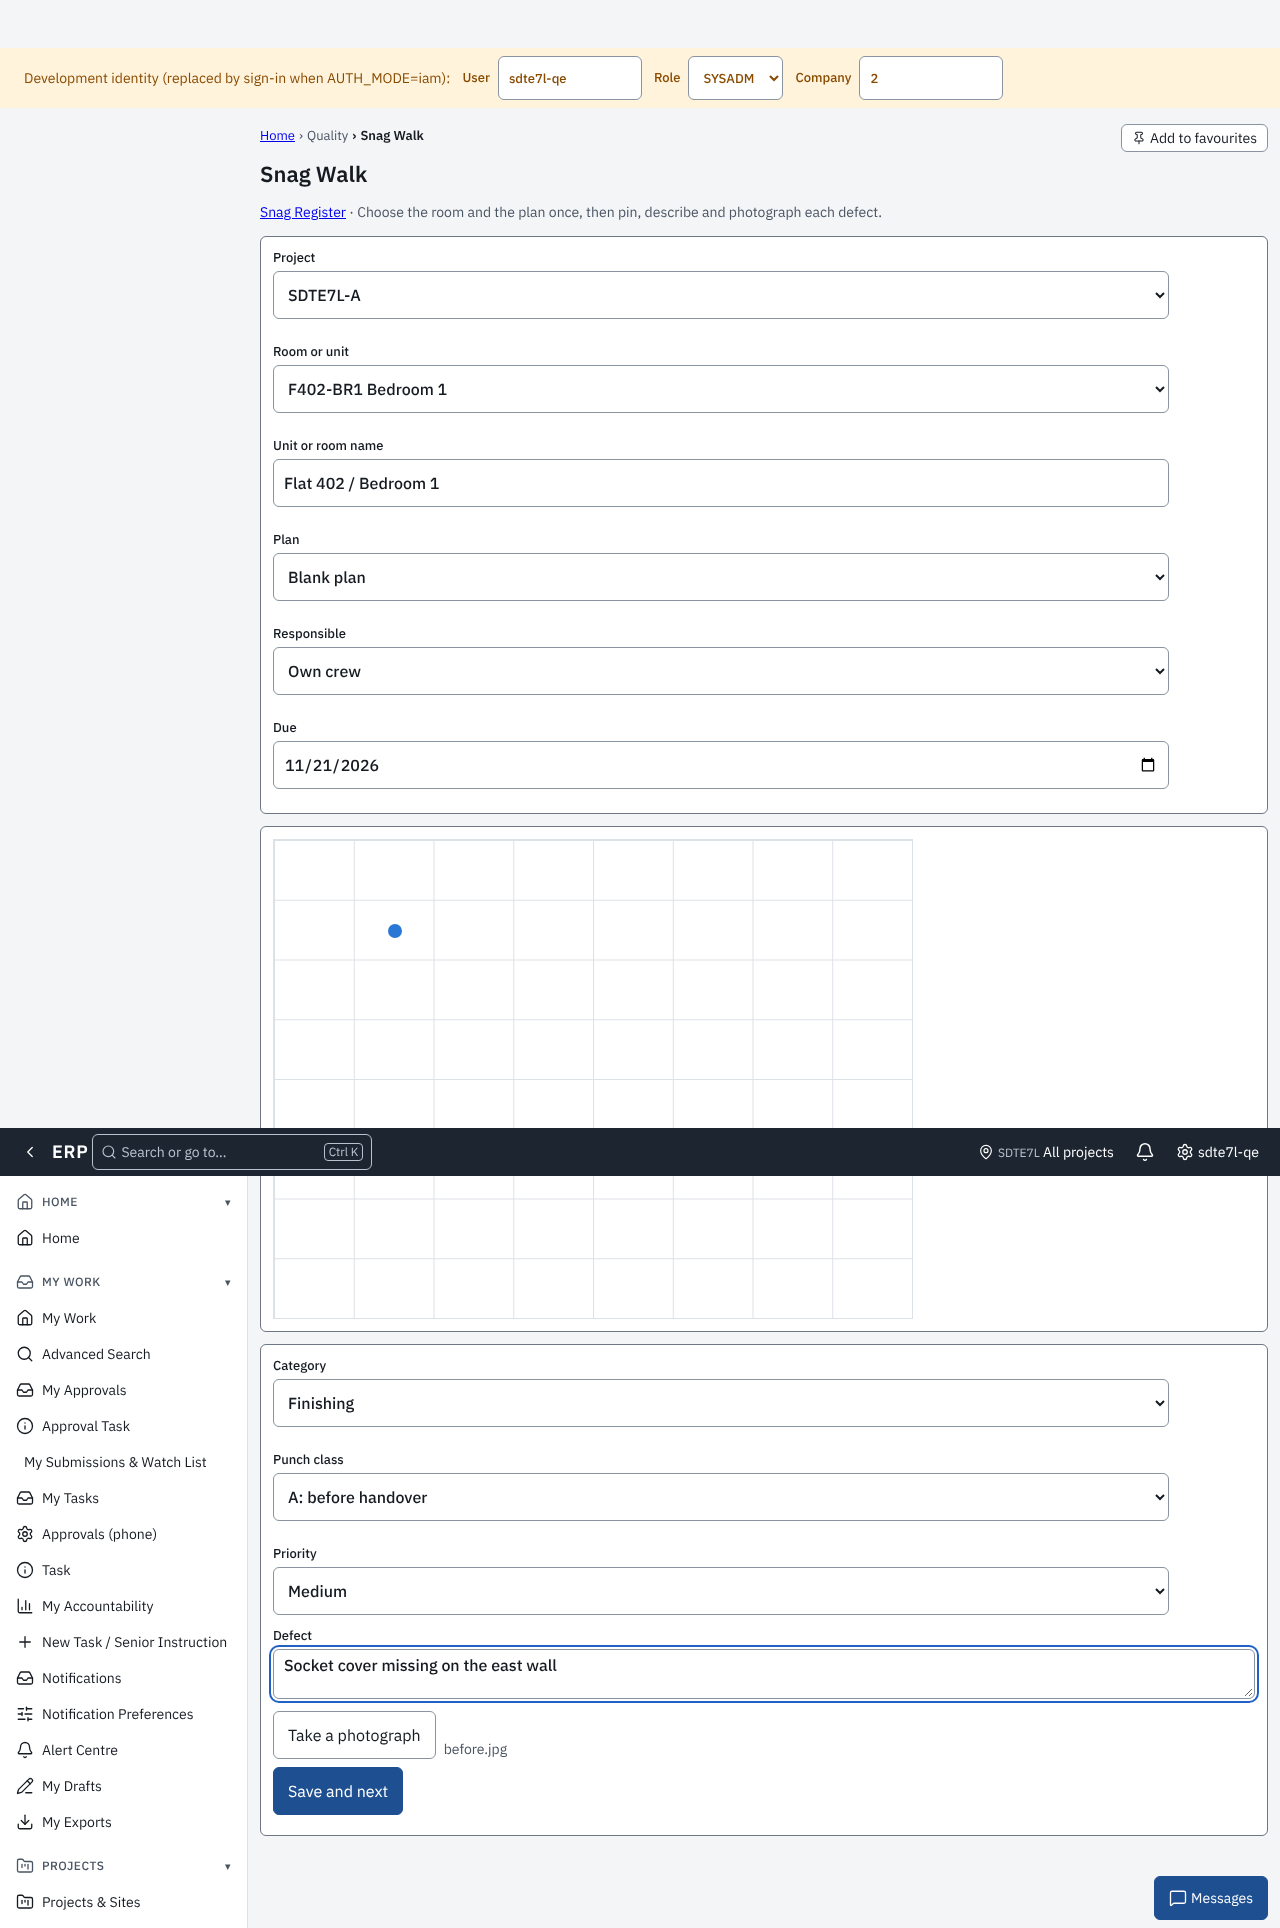 Development identity (replaced by sign-in when AUTH_MODE=iam): User sdte7l-qe Role SYSADM Company 2
Home › Quality › Snag Walk
Add to favourites
Snag Walk
Snag Register · Choose the room and the plan once, then pin, describe and photograph each defect.
Project
SDTE7L-A
Room or unit
F402-BR1 Bedroom 1
Unit or room name
Flat 402 / Bedroom 1
Plan
Blank plan
Responsible
Own crew
Due
11/21/2026
ERP Search or go to... Ctrl K SDTE7L All projects sdte7l-qe
HOME
Home
MY WORK
My Work
Advanced Search
My Approvals
Approval Task
My Submissions & Watch List
My Tasks
Approvals (phone)
Task
My Accountability
New Task / Senior Instruction
Notifications
Notification Preferences
Alert Centre
My Drafts
My Exports
PROJECTS
Projects & Sites
Category
Finishing
Punch class
A: before handover
Priority
Medium
Defect
Socket cover missing on the east wall
Take a photograph before.jpg
Save and next
Messages